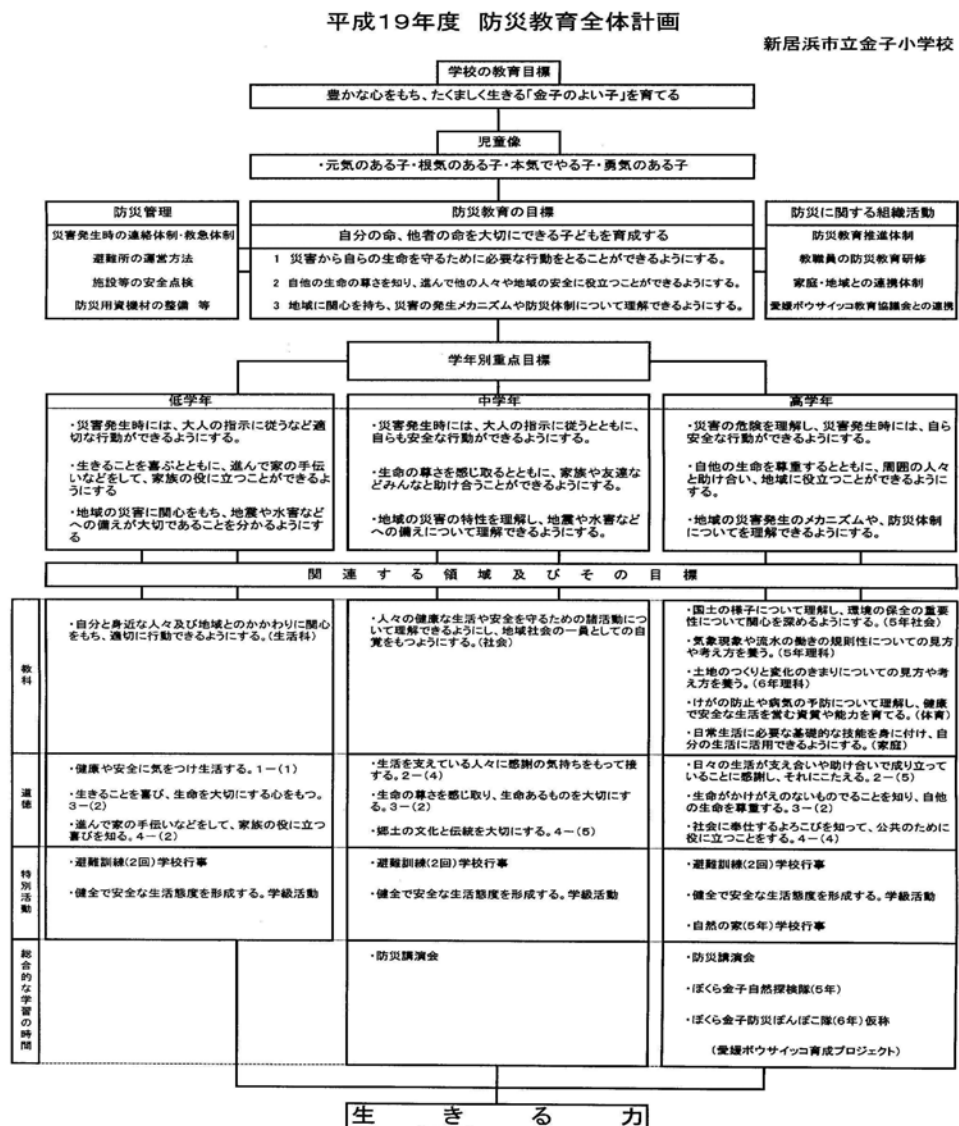 平成19年度 防災教育全体計画
新居浜市立金子小学校
学校の教育目標
豊かな心をもち、たくましく生きる「金子のよい子」を育てる
児童像
・元気のある子・根気のある子・本気でやる子・勇気のある子
防災管理
災害発生時の連絡体制・救急体制
避難所の運営方法
施設等の安全点検
防災用資機材の整備 等
防災教育の目標
自分の命、他者の命を大切にできる子どもを育成する
1 災害から自らの生命を守るために必要な行動をとることができるようにする。
2 自他の生命の尊さを知り、進んで他の人々や地域の安全に役立つことができるようにする。
3 地域に関心を持ち、災害の発生メカニズムや防災体制について理解できるようにする。
防災に関する組織活動
防災教育推進体制
教職員の防災教育研修
家庭・地域との連携体制
愛媛ボウサイッコ教育協議会との連携
学年別重点目標
低学年
・災害発生時には、大人の指示に従うなど適
切な行動ができるようにする。
・生きることを喜ぶとともに、進んで家の手伝
いなどをして、家族の役に立つことができるよ
うにする
・地域の災害に関心をもち、地震や水害など
への備えが大切であることを分かるようにす
る
中学年
・災害発生時には、大人の指示に従うとともに、
自らも安全な行動ができるようにする。
・生命の尊さを感じ取るとともに、家族や友達
などみんなと助け合うことができるようにする。
・地域の災害の特性を理解し、地震や水害など
への備えについて理解できるようにする。
高学年
・災害の危険を理解し、災害発生時には、自ら
安全な行動ができるようにする。
・自他の生命を尊重するとともに、周囲の人々
と助け合い、地域に役立つことができるように
する。
・地域の災害発生のメカニズムや、防災体制
についてを理解できるようにする。
関連する領域及びその目標
教科
・自分と身近な人々及び地域とのかかわりに関心
をもち、適切に行動できるようにする。(生活科)
・人々の健康な生活や安全を守るための諸活動に
ついて理解できるようにし、地域社会の一員としての自
覚をもつようにする。(社会)
・国土の様子について理解し、環境の保全の重要
性について関心を深めるようにする。(5年社会)
・気象現象や流水の働きの規則性についての見方
や考え方を養う。(5年理科)
・土地のつくりと変化のきまりについての見方や考
え方を養う。(6年理科)
・けがの防止や病気の予防について理解し、健康
で安全な生活を営む資質や能力を育てる。(体育)
・日常生活に必要な基礎的な技能を身に付け、自
分の生活に活用できるようにする。(家庭)
道徳
・健康や安全に気をつけ生活する。1-(1)
・生きることを喜び、生命を大切にする心をもつ。
3-(2)
・進んで家の手伝いなどをして、家族の役に立つ
喜びを知る。4-(2)
・生活を支えている人々に感謝の気持ちをもって接
する。2-(4)
・生命の尊さを感じ取り、生命あるものを大切にす
る。3-(2)
・郷土の文化と伝統を大切にする。4-(5)
・日々の生活が支え合いや助け合いで成り立って
いることに感謝し、それにこたえる。2-(5)
・生命がかけがえのないものでることを知り、自他
の生命を尊重する。3-(2)
・社会に奉仕するよろこびを知って、公共のために
役に立つことをする。4-(4)
特別活動
・避難訓練(2回)学校行事
・健全で安全な生活態度を形成する。学級活動
・避難訓練(2回)学校行事
・健全で安全な生活態度を形成する。学級活動
・避難訓練(2回)学校行事
・健全で安全な生活態度を形成する。学級活動
・自然の家(5年)学校行事
総合的な学習の時間
・防災講演会
・防災講演会
・ぼくら金子自然探検隊(5年)
・ぼくら金子防災ぽんぽこ隊(6年)仮称
(愛媛ボウサイッコ育成プロジェクト)
生きる力